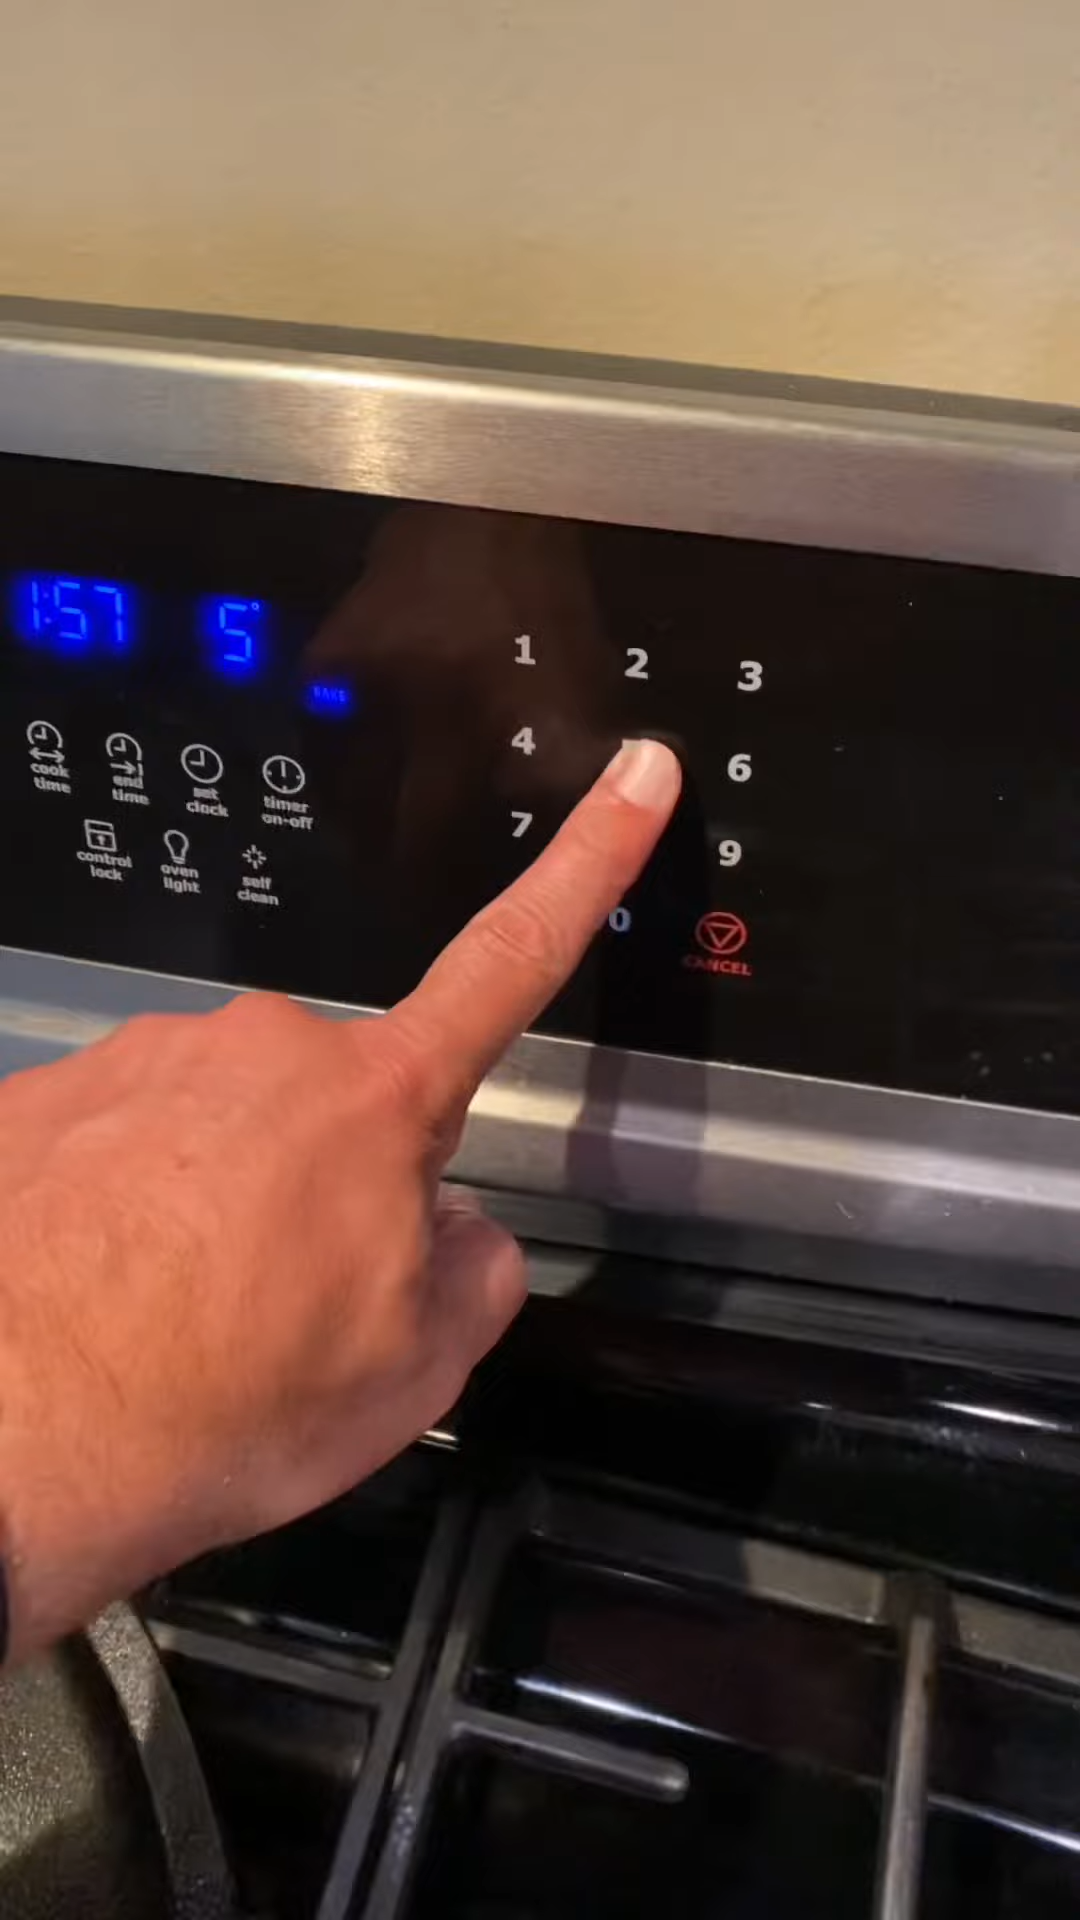 1:57 5°
BAKE
1 2 3
4 6
7 9
0
CANCEL
cook time
end time
set clock
timer on-off
control lock
oven light
self clean